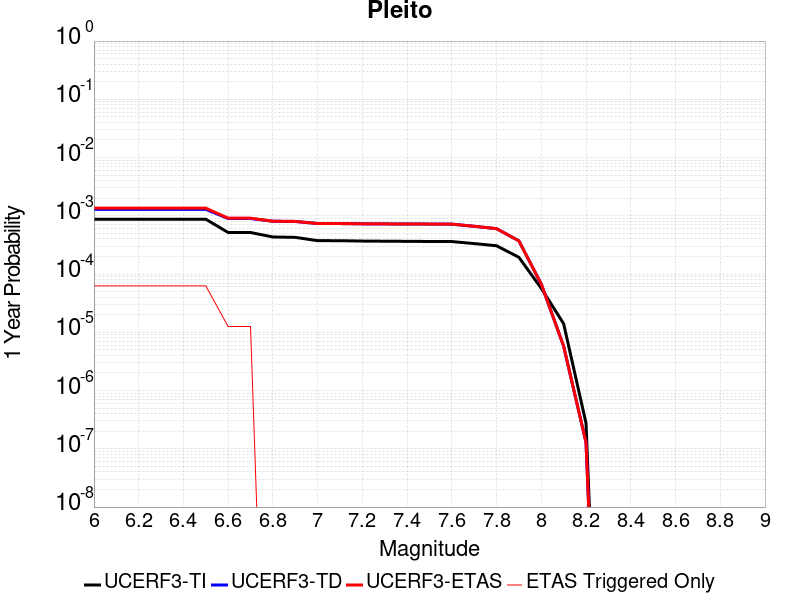 Pleito
10^0
10^-1
10^-2
10^-3
10^-4
10^-5
10^-6
10^-7
10^-8
1 Year Probability
6 6.2 6.4 6.6 6.8 7 7.2 7.4 7.6 7.8 8 8.2 8.4 8.6 8.8 9
Magnitude
UCERF3-TI UCERF3-TD UCERF3-ETAS ETAS Triggered Only